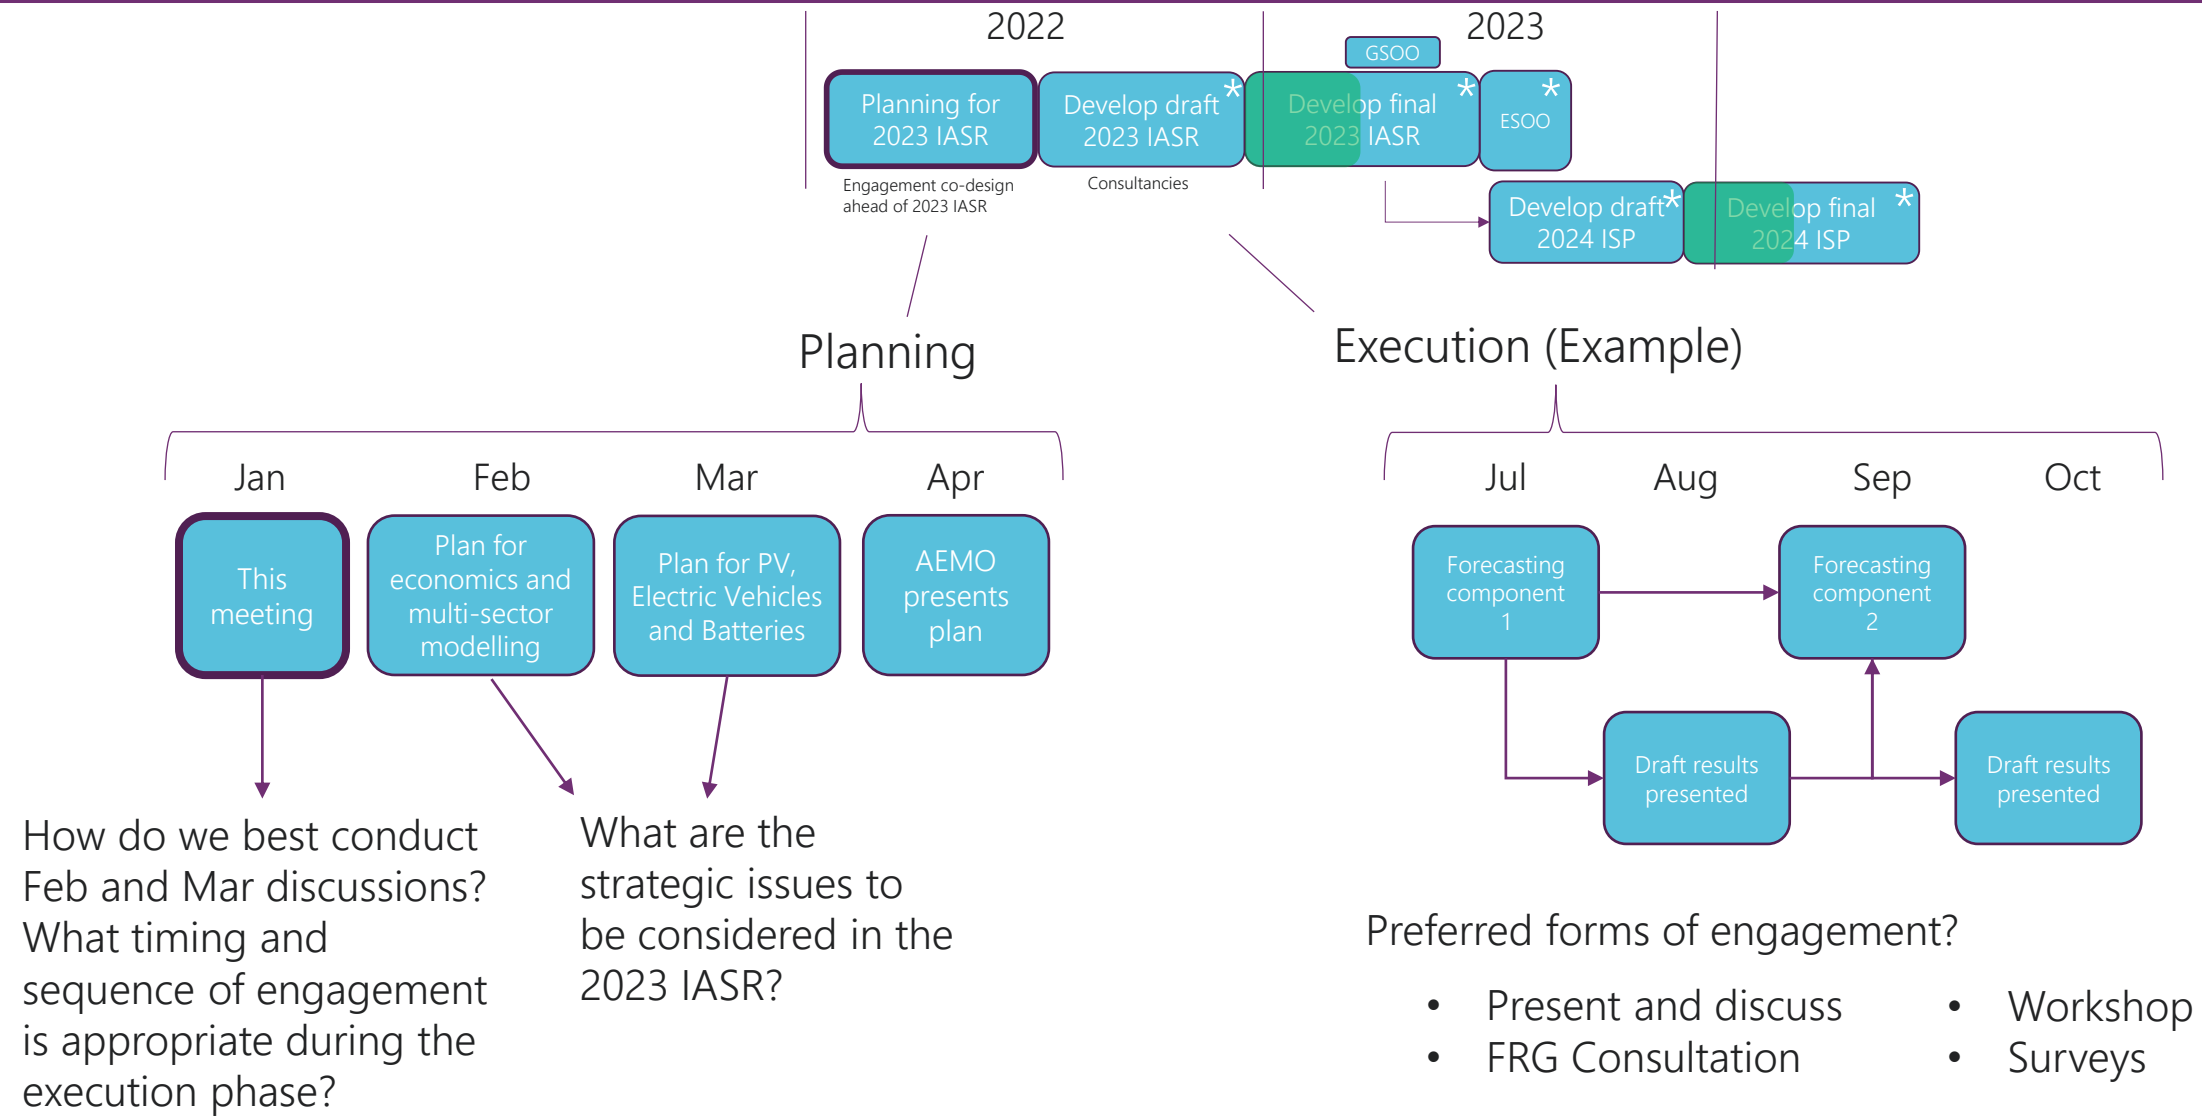 2022
2023
GSOO
Planning for
2023 IASR
Develop draft *
2023 IASR
Develop final *
2023 IASR
*
ESOO
Engagement co-design
ahead of 2023 IASR
Consultancies
Develop draft*
2024 ISP
Develop final *
2024 ISP
Planning
Execution (Example)
Jan
Feb
Mar
Apr
This
meeting
Plan for
economics and
multi-sector
modelling
Plan for PV,
Electric Vehicles
and Batteries
AEMO
presents
plan
How do we best conduct
Feb and Mar discussions?
What timing and
sequence of engagement
is appropriate during the
execution phase?
What are the
strategic issues to
be considered in the
2023 IASR?
Jul
Aug
Sep
Oct
Forecasting
component
1
Forecasting
component
2
Draft results
presented
Draft results
presented
Preferred forms of engagement?
• Present and discuss
• FRG Consultation
• Workshop
• Surveys